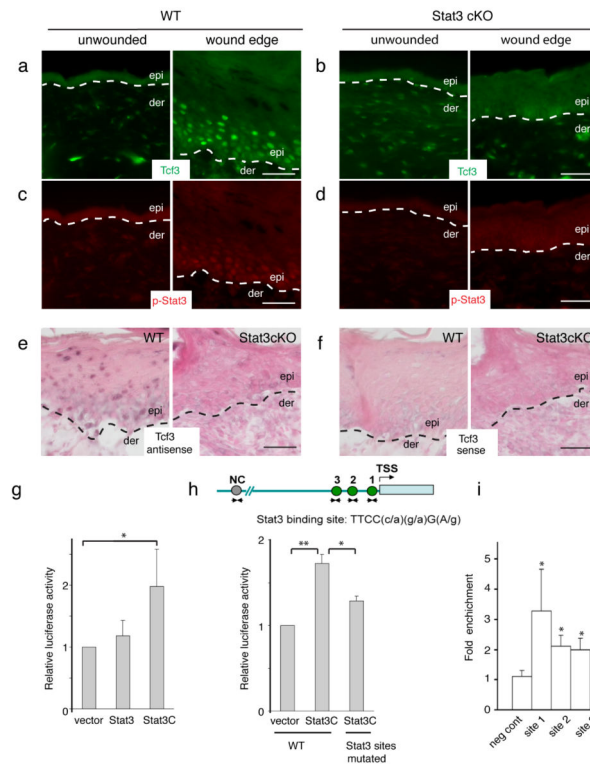 WT
Stat3 cKO
unwounded
wound edge
unwounded
wound edge
a
epi
der
epi
der
Tcf3
b
epi
der
epi
der
Tcf3
c
epi
der
epi
der
p-Stat3
d
epi
der
epi
der
p-Stat3
e
WT
Stat3cKO
epi
der
epi
der
Tcf3
antisense
f
WT
Stat3cKO
epi
der
epi
der
Tcf3
sense
g
Relative luciferase activity
2
1
0
*
vector
Stat3
Stat3C
h
NC
3
2
1
TSS
Stat3 binding site: TTCC(c/a)(g/a)G(A/g)
Relative luciferase activity
2
1
0
**
*
vector
Stat3C
Stat3C
WT
Stat3 sites
mutated
i
Fold enchichment
5
4
3
2
1
0
*
*
*
neg cont
site 1
site 2